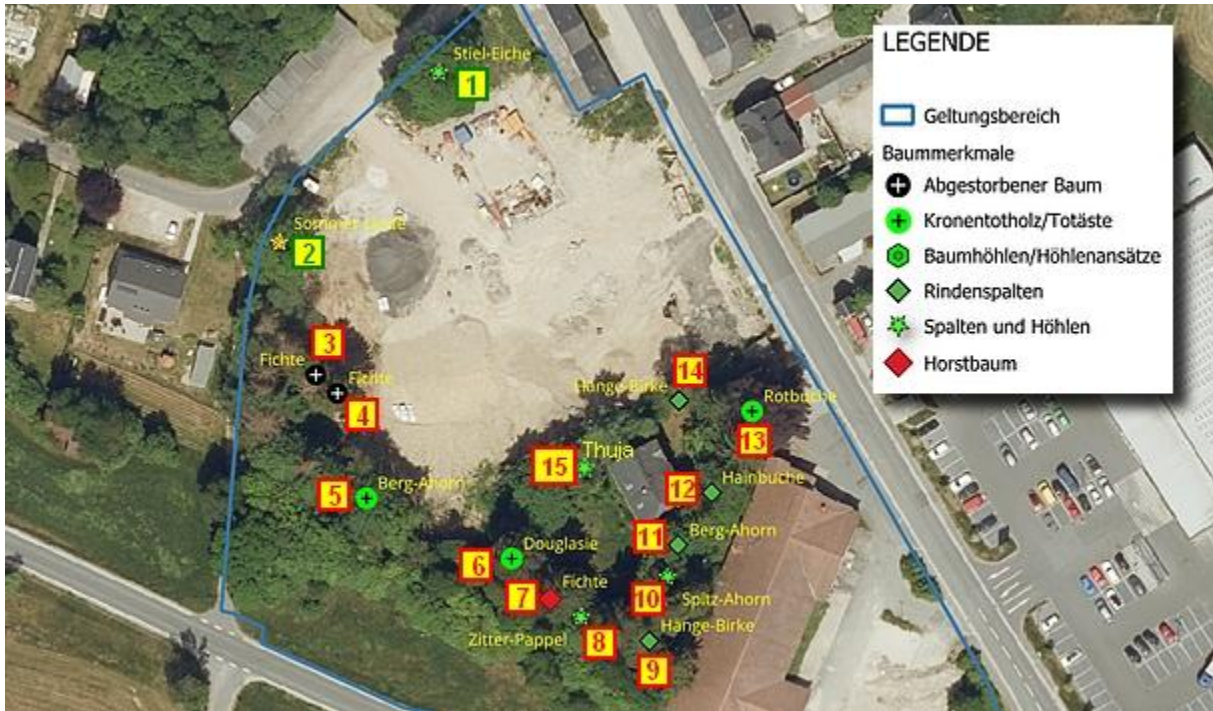 LEGENDE
Geltungsbereich
Baummerkmale
Abgestorbener Baum
Kronentotholz/Totäste
Baumhöhlen/Höhlenansätze
Rindenspalten
Spalten und Höhlen
Horstbaum
Stiel-Eiche
1
Sommer-Linde
2
3
Fichte
Fichte
4
14
Hänge-Birke
Rotbuche
13
Thuja
15
5
Berg-Ahorn
12
Hainbuche
11
Berg-Ahorn
6
Douglasie
7
Fichte
10
Spitz-Ahorn
Zitter-Pappel
8
Hänge-Birke
9